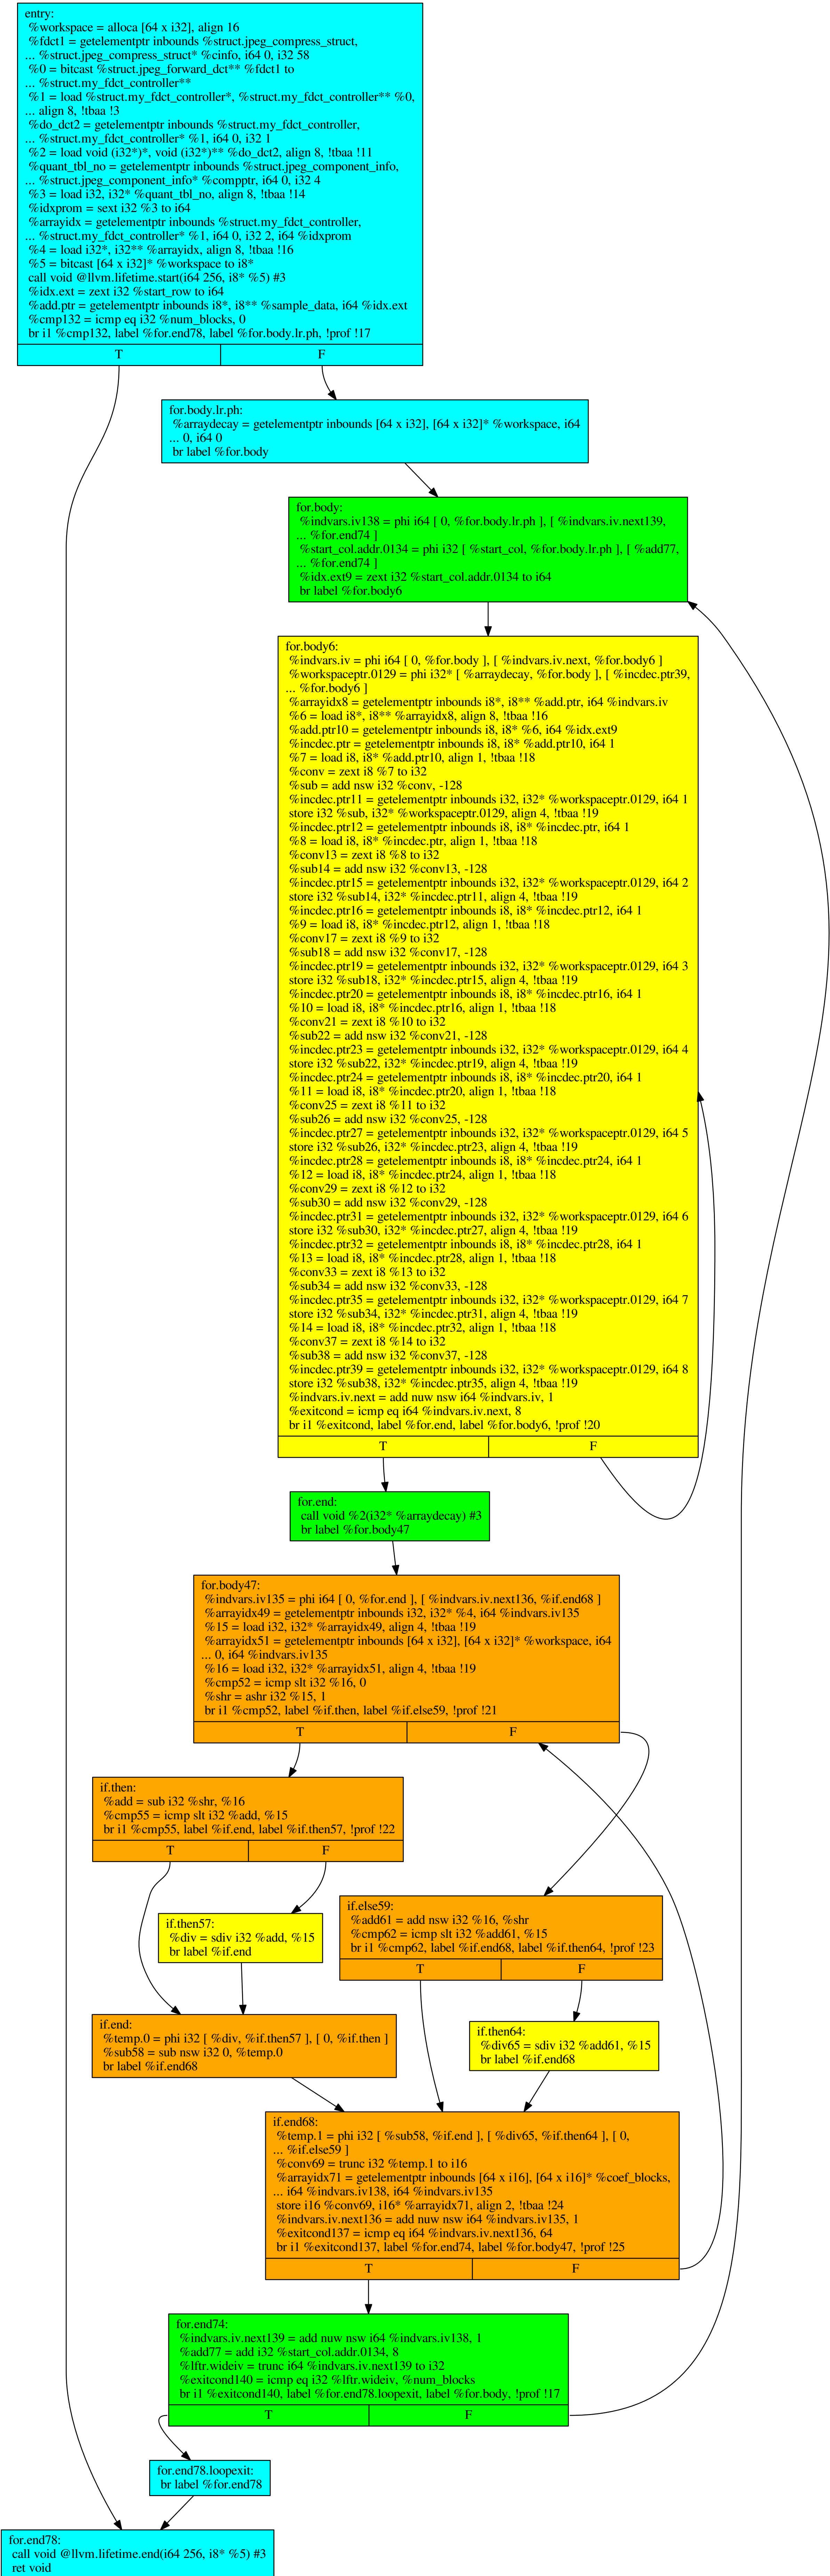 entry:
%workspace = alloca [64 x i32], align 16
%fdct1 = getelementptr inbounds %struct.jpeg_compress_struct,
... %struct.jpeg_compress_struct* %cinfo, i64 0, i32 58
%0 = bitcast %struct.jpeg_forward_dct** %fdct1 to
... %struct.my_fdct_controller**
%1 = load %struct.my_fdct_controller*, %struct.my_fdct_controller** %0,
... align 8, !tbaa !3
%do_dct2 = getelementptr inbounds %struct.my_fdct_controller,
... %struct.my_fdct_controller* %1, i64 0, i32 1
%2 = load void (i32*)*, void (i32*)** %do_dct2, align 8, !tbaa !11
%quant_tbl_no = getelementptr inbounds %struct.jpeg_component_info,
... %struct.jpeg_component_info* %compptr, i64 0, i32 4
%3 = load i32, i32* %quant_tbl_no, align 8, !tbaa !14
%idxprom = sext i32 %3 to i64
%arrayidx = getelementptr inbounds %struct.my_fdct_controller,
... %struct.my_fdct_controller* %1, i64 0, i32 2, i64 %idxprom
%4 = load i32*, i32** %arrayidx, align 8, !tbaa !16
%5 = bitcast [64 x i32]* %workspace to i8*
call void @llvm.lifetime.start(i64 256, i8* %5) #3
%idx.ext = zext i32 %start_row to i64
%add.ptr = getelementptr inbounds i8*, i8** %sample_data, i64 %idx.ext
%cmp132 = icmp eq i32 %num_blocks, 0
br i1 %cmp132, label %for.end78, label %for.body.lr.ph, !prof !17
T F
for.body.lr.ph:
%arraydecay = getelementptr inbounds [64 x i32], [64 x i32]* %workspace, i64
... 0, i64 0
br label %for.body
for.body:
%indvars.iv138 = phi i64 [ 0, %for.body.lr.ph ], [ %indvars.iv.next139,
... %for.end74 ]
%start_col.addr.0134 = phi i32 [ %start_col, %for.body.lr.ph ], [ %add77,
... %for.end74 ]
%idx.ext9 = zext i32 %start_col.addr.0134 to i64
br label %for.body6
for.body6:
%indvars.iv = phi i64 [ 0, %for.body ], [ %indvars.iv.next, %for.body6 ]
%workspaceptr.0129 = phi i32* [ %arraydecay, %for.body ], [ %incdec.ptr39,
... %for.body6 ]
%arrayidx8 = getelementptr inbounds i8*, i8** %add.ptr, i64 %indvars.iv
%6 = load i8*, i8** %arrayidx8, align 8, !tbaa !16
%add.ptr10 = getelementptr inbounds i8, i8* %6, i64 %idx.ext9
%incdec.ptr = getelementptr inbounds i8, i8* %add.ptr10, i64 1
%7 = load i8, i8* %add.ptr10, align 1, !tbaa !18
%conv = zext i8 %7 to i32
%sub = add nsw i32 %conv, -128
%incdec.ptr11 = getelementptr inbounds i32, i32* %workspaceptr.0129, i64 1
store i32 %sub, i32* %workspaceptr.0129, align 4, !tbaa !19
%incdec.ptr12 = getelementptr inbounds i8, i8* %incdec.ptr, i64 1
%8 = load i8, i8* %incdec.ptr, align 1, !tbaa !18
%conv13 = zext i8 %8 to i32
%sub14 = add nsw i32 %conv13, -128
%incdec.ptr15 = getelementptr inbounds i32, i32* %workspaceptr.0129, i64 2
store i32 %sub14, i32* %incdec.ptr11, align 4, !tbaa !19
%incdec.ptr16 = getelementptr inbounds i8, i8* %incdec.ptr12, i64 1
%9 = load i8, i8* %incdec.ptr12, align 1, !tbaa !18
%conv17 = zext i8 %9 to i32
%sub18 = add nsw i32 %conv17, -128
%incdec.ptr19 = getelementptr inbounds i32, i32* %workspaceptr.0129, i64 3
store i32 %sub18, i32* %incdec.ptr15, align 4, !tbaa !19
%incdec.ptr20 = getelementptr inbounds i8, i8* %incdec.ptr16, i64 1
%10 = load i8, i8* %incdec.ptr16, align 1, !tbaa !18
%conv21 = zext i8 %10 to i32
%sub22 = add nsw i32 %conv21, -128
%incdec.ptr23 = getelementptr inbounds i32, i32* %workspaceptr.0129, i64 4
store i32 %sub22, i32* %incdec.ptr19, align 4, !tbaa !19
%incdec.ptr24 = getelementptr inbounds i8, i8* %incdec.ptr20, i64 1
%11 = load i8, i8* %incdec.ptr20, align 1, !tbaa !18
%conv25 = zext i8 %11 to i32
%sub26 = add nsw i32 %conv25, -128
%incdec.ptr27 = getelementptr inbounds i32, i32* %workspaceptr.0129, i64 5
store i32 %sub26, i32* %incdec.ptr23, align 4, !tbaa !19
%incdec.ptr28 = getelementptr inbounds i8, i8* %incdec.ptr24, i64 1
%12 = load i8, i8* %incdec.ptr24, align 1, !tbaa !18
%conv29 = zext i8 %12 to i32
%sub30 = add nsw i32 %conv29, -128
%incdec.ptr31 = getelementptr inbounds i32, i32* %workspaceptr.0129, i64 6
store i32 %sub30, i32* %incdec.ptr27, align 4, !tbaa !19
%incdec.ptr32 = getelementptr inbounds i8, i8* %incdec.ptr28, i64 1
%13 = load i8, i8* %incdec.ptr28, align 1, !tbaa !18
%conv33 = zext i8 %13 to i32
%sub34 = add nsw i32 %conv33, -128
%incdec.ptr35 = getelementptr inbounds i32, i32* %workspaceptr.0129, i64 7
store i32 %sub34, i32* %incdec.ptr31, align 4, !tbaa !19
%14 = load i8, i8* %incdec.ptr32, align 1, !tbaa !18
%conv37 = zext i8 %14 to i32
%sub38 = add nsw i32 %conv37, -128
%incdec.ptr39 = getelementptr inbounds i32, i32* %workspaceptr.0129, i64 8
store i32 %sub38, i32* %incdec.ptr35, align 4, !tbaa !19
%indvars.iv.next = add nuw nsw i64 %indvars.iv, 1
%exitcond = icmp eq i64 %indvars.iv.next, 8
br i1 %exitcond, label %for.end, label %for.body6, !prof !20
T F
for.end:
call void %2(i32* %arraydecay) #3
br label %for.body47
for.body47:
%indvars.iv135 = phi i64 [ 0, %for.end ], [ %indvars.iv.next136, %if.end68 ]
%arrayidx49 = getelementptr inbounds i32, i32* %4, i64 %indvars.iv135
%15 = load i32, i32* %arrayidx49, align 4, !tbaa !19
%arrayidx51 = getelementptr inbounds [64 x i32], [64 x i32]* %workspace, i64
... 0, i64 %indvars.iv135
%16 = load i32, i32* %arrayidx51, align 4, !tbaa !19
%cmp52 = icmp slt i32 %16, 0
%shr = ashr i32 %15, 1
br i1 %cmp52, label %if.then, label %if.else59, !prof !21
T F
if.then:
%add = sub i32 %shr, %16
%cmp55 = icmp slt i32 %add, %15
br i1 %cmp55, label %if.end, label %if.then57, !prof !22
T F
if.else59:
%add61 = add nsw i32 %16, %shr
%cmp62 = icmp slt i32 %add61, %15
br i1 %cmp62, label %if.end68, label %if.then64, !prof !23
T F
if.then57:
%div = sdiv i32 %add, %15
br label %if.end
if.end:
%temp.0 = phi i32 [ %div, %if.then57 ], [ 0, %if.then ]
%sub58 = sub nsw i32 0, %temp.0
br label %if.end68
if.then64:
%div65 = sdiv i32 %add61, %15
br label %if.end68
if.end68:
%temp.1 = phi i32 [ %sub58, %if.end ], [ %div65, %if.then64 ], [ 0,
... %if.else59 ]
%conv69 = trunc i32 %temp.1 to i16
%arrayidx71 = getelementptr inbounds [64 x i16], [64 x i16]* %coef_blocks,
... i64 %indvars.iv138, i64 %indvars.iv135
store i16 %conv69, i16* %arrayidx71, align 2, !tbaa !24
%indvars.iv.next136 = add nuw nsw i64 %indvars.iv135, 1
%exitcond137 = icmp eq i64 %indvars.iv.next136, 64
br i1 %exitcond137, label %for.end74, label %for.body47, !prof !25
T F
for.end74:
%indvars.iv.next139 = add nuw nsw i64 %indvars.iv138, 1
%add77 = add i32 %start_col.addr.0134, 8
%lftr.wideiv = trunc i64 %indvars.iv.next139 to i32
%exitcond140 = icmp eq i32 %lftr.wideiv, %num_blocks
br i1 %exitcond140, label %for.end78.loopexit, label %for.body, !prof !17
T F
for.end78.loopexit:
br label %for.end78
for.end78:
call void @llvm.lifetime.end(i64 256, i8* %5) #3
ret void